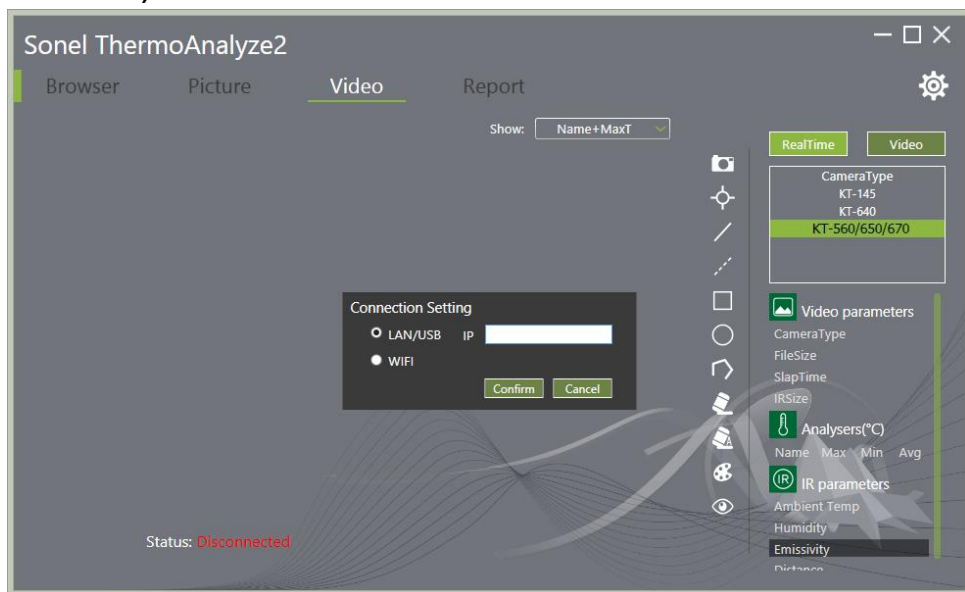 Sonel ThermoAnalyze2
Browser Picture Video Report
Show: Name+MaxT
RealTime Video
CameraType
KT-145
KT-640
KT-560/650/670
Connection Setting
LAN/USB IP
WIFI
Confirm Cancel
Video parameters
CameraType
FileSize
SlapTime
IRSize
Analysers(°C)
Name Max Min Avg
IR IR parameters
Ambient Temp
Humidity
Emissivity
Distance
Status: Disconnected